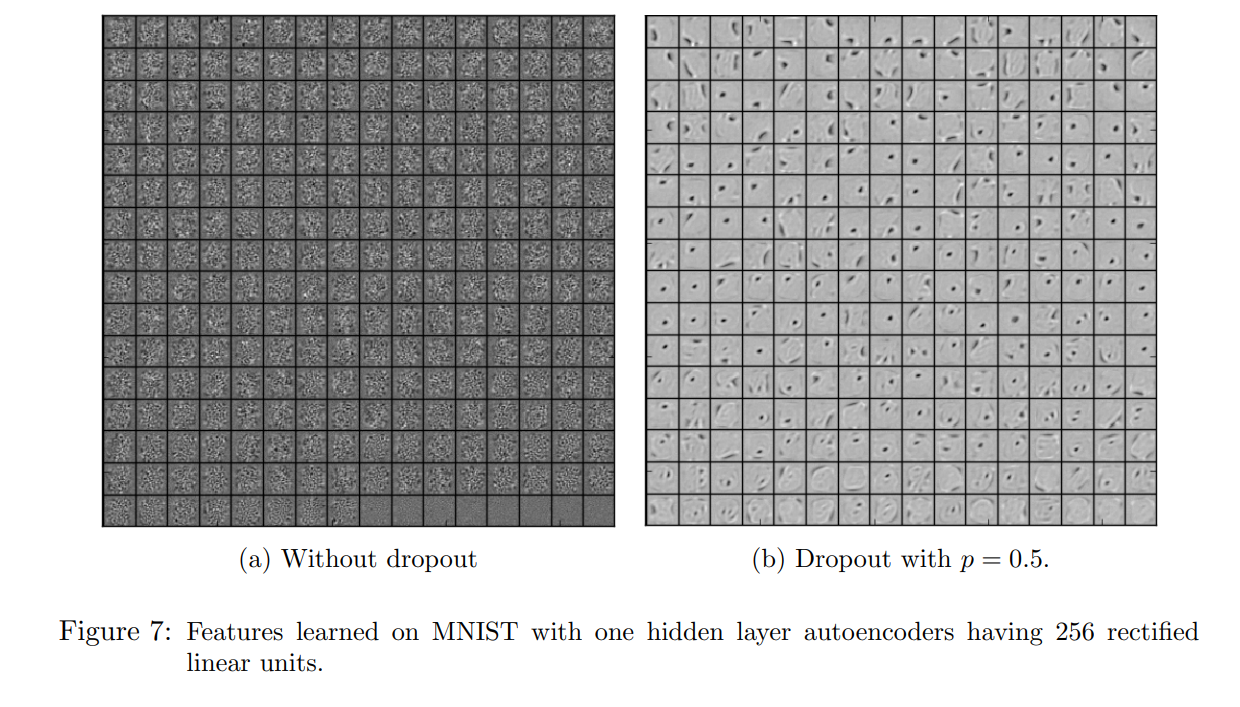 (a) Without dropout
(b) Dropout with p = 0.5.
Figure 7: Features learned on MNIST with one hidden layer autoencoders having 256 rectified
linear units.